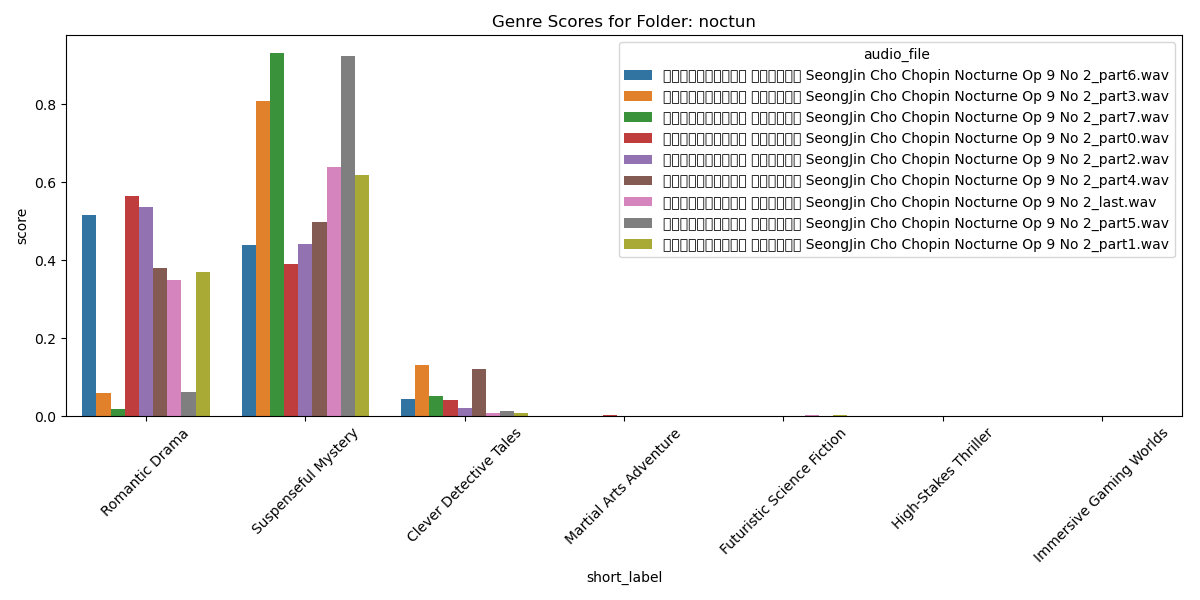 Genre Scores for Folder: noctun
score
0.8
0.6
0.4
0.2
0.0
audio_file
SeongJin Cho Chopin Nocturne Op 9 No 2_part6.wav
SeongJin Cho Chopin Nocturne Op 9 No 2_part3.wav
SeongJin Cho Chopin Nocturne Op 9 No 2_part7.wav
SeongJin Cho Chopin Nocturne Op 9 No 2_part0.wav
SeongJin Cho Chopin Nocturne Op 9 No 2_part2.wav
SeongJin Cho Chopin Nocturne Op 9 No 2_part4.wav
SeongJin Cho Chopin Nocturne Op 9 No 2_last.wav
SeongJin Cho Chopin Nocturne Op 9 No 2_part5.wav
SeongJin Cho Chopin Nocturne Op 9 No 2_part1.wav
Romantic Drama
Suspenseful Mystery
Clever Detective Tales
Martial Arts Adventure
Futuristic Science Fiction
High-Stakes Thriller
Immersive Gaming Worlds
short_label